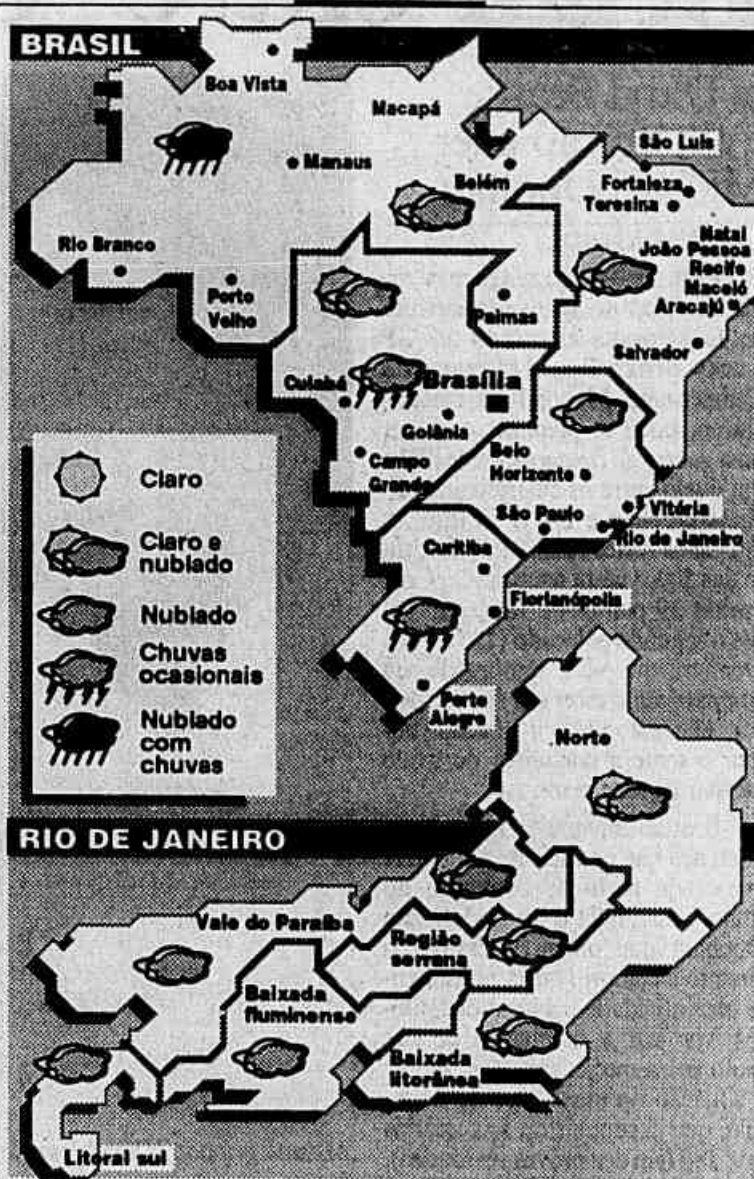 BRASIL
Boa Vista
Macapá
São Luis
Manaus
Belém
Fortaleza
Teresina
Natal
João Pessoa
Recife
Maceió
Aracajú
Rio Branco
Porto
Velho
Palmas
Salvador
Cuiabá
Brasília
Goiânia
Campo
Grande
Belo
Horizonte
Vitória
São Paulo
Rio de Janeiro
Curitiba
Florianópolis
Porto
Alegre
Claro
Claro e
nublado
Nublado
Chuvas
ocasionais
Nublado
com
chuvas
RIO DE JANEIRO
Norte
Vale do Paraíba
Região
serrana
Baixada
fluminense
Baixada
litorânea
Litoral sul